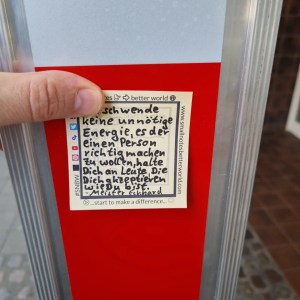 better world
schwende
keine unnötige
Energie, es der
einen Person
richtig machen
zu wollen, halte
Dich an Leute, die
Dich akzeptieren
wie Du bist.
- Meister Eckhard
...start to make a difference...